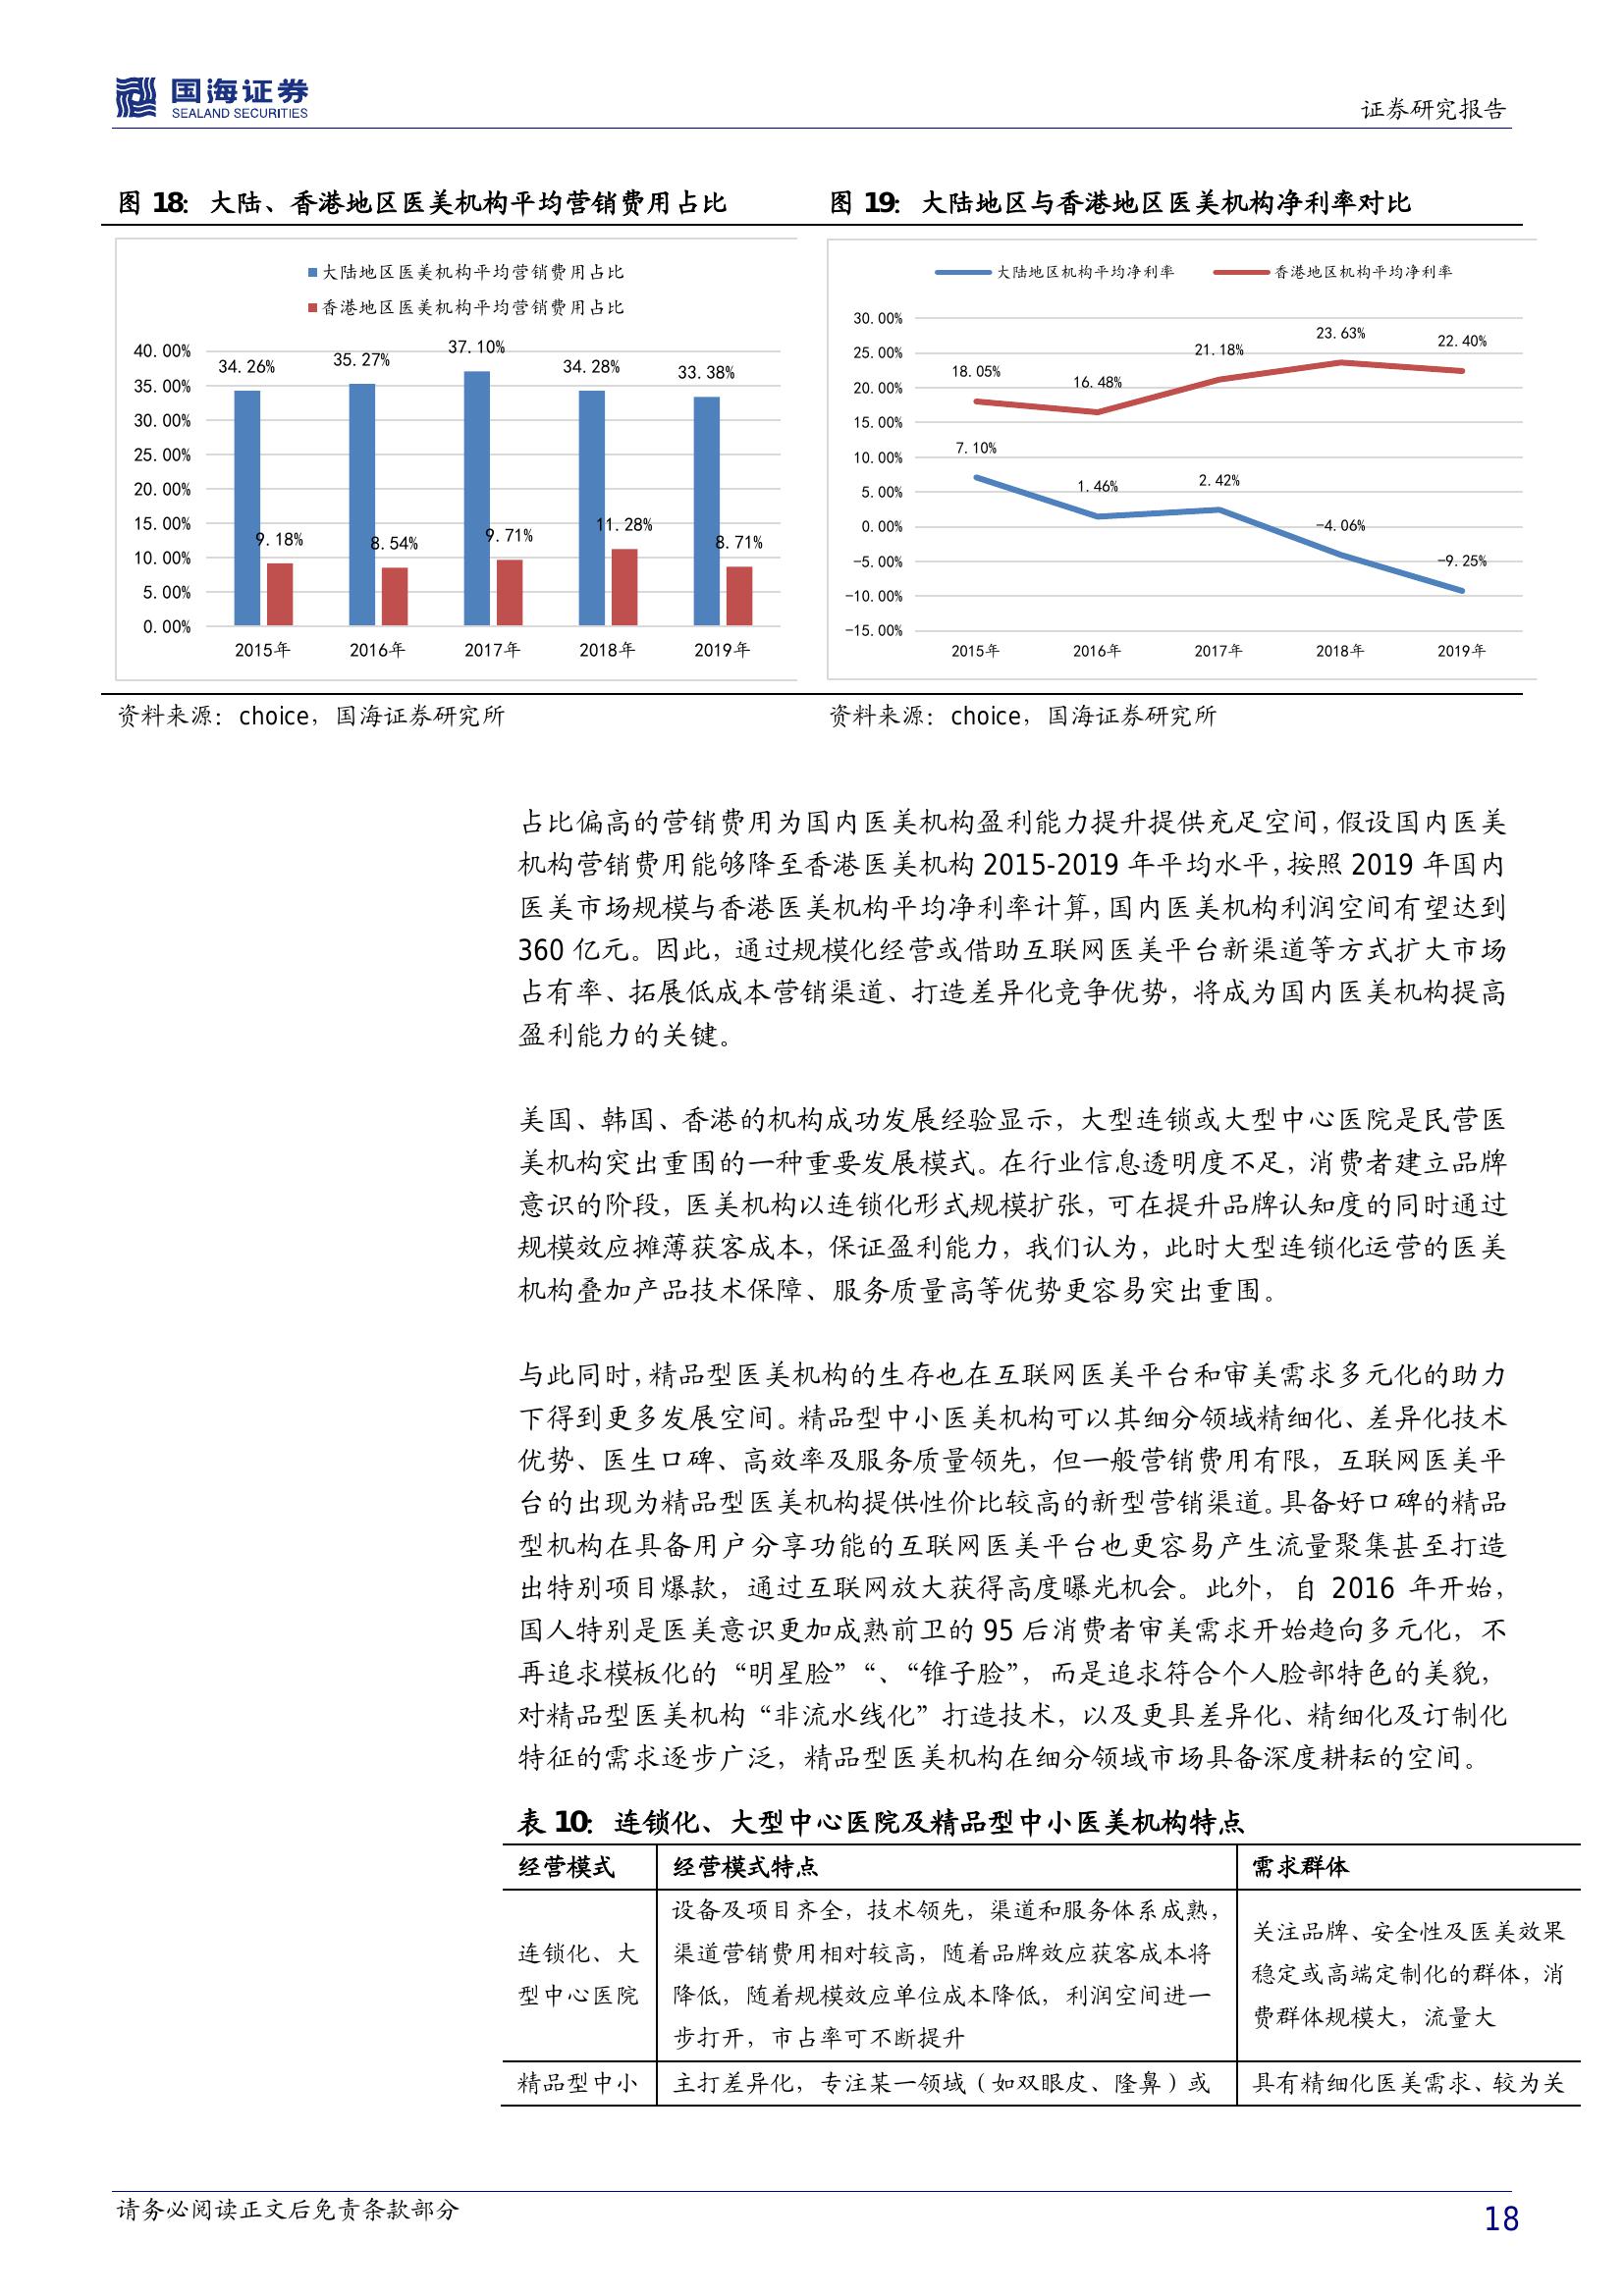 国海证券
SEALAND SECURITIES
证券研究报告
图 18：大陆、香港地区医美机构平均营销费用占比
大陆地区医美机构平均营销费用占比
香港地区医美机构平均营销费用占比
40.00%
35.00%
30.00%
25.00%
20.00%
15.00%
10.00%
5.00%
0.00%
34.26%
35.27%
37.10%
34.28%
33.38%
9.18%
8.54%
9.71%
11.28%
8.71%
2015年 2016年 2017年 2018年 2019年
资料来源：choice，国海证券研究所
图 19：大陆地区与香港地区医美机构净利率对比
大陆地区机构平均净利率 香港地区机构平均净利率
30.00%
25.00%
20.00%
15.00%
10.00%
5.00%
0.00%
-5.00%
-10.00%
-15.00%
18.05%
16.48%
21.18%
23.63%
22.40%
7.10%
1.46%
2.42%
-4.06%
-9.25%
2015年 2016年 2017年 2018年 2019年
资料来源：choice，国海证券研究所
占比偏高的营销费用为国内医美机构盈利能力提升提供充足空间，假设国内医美
机构营销费用能够降至香港医美机构 2015-2019 年平均水平，按照 2019 年国内
医美市场规模与香港医美机构平均净利率计算，国内医美机构利润空间有望达到
360 亿元。因此，通过规模化经营或借助互联网医美平台新渠道等方式扩大市场
占有率、拓展低成本营销渠道、打造差异化竞争优势，将成为国内医美机构提高
盈利能力的关键。
美国、韩国、香港的机构成功发展经验显示，大型连锁或大型中心医院是民营医
美机构突出重围的一种重要发展模式。在行业信息透明度不足，消费者建立品牌
意识的阶段，医美机构以连锁化形式规模扩张，可在提升品牌认知度的同时通过
规模效应摊薄获客成本，保证盈利能力，我们认为，此时大型连锁化运营的医美
机构叠加产品技术保障、服务质量高等优势更容易突出重围。
与此同时，精品型医美机构的生存也在互联网医美平台和审美需求多元化的助力
下得到更多发展空间。精品型中小医美机构可以其细分领域精细化、差异化技术
优势、医生口碑、高效率及服务质量领先，但一般营销费用有限，互联网医美平
台的出现为精品型医美机构提供性价比较高的新型营销渠道。具备好口碑的精品
型机构在具备用户分享功能的互联网医美平台也更容易产生流量聚集甚至打造
出特别项目爆款，通过互联网放大获得高度曝光机会。此外，自 2016 年开始，
国人特别是医美意识更加成熟前卫的 95 后消费者审美需求开始趋向多元化，不
再追求模板化的“明星脸”“、“锥子脸”，而是追求符合个人脸部特色的美貌，
对精品型医美机构“非流水线化”打造技术，以及更具差异化、精细化及订制化
特征的需求逐步广泛，精品型医美机构在细分领域市场具备深度耕耘的空间。
表 10：连锁化、大型中心医院及精品型中小医美机构特点
经营模式 经营模式特点 需求群体
连锁化、大
型中心医院
设备及项目齐全，技术领先，渠道和服务体系成熟，
渠道营销费用相对较高，随着品牌效应获客成本将
降低，随着规模效应单位成本降低，利润空间进一
步打开，市占率可不断提升
关注品牌、安全性及医美效果
稳定或高端定制化的群体，消
费群体规模大，流量大
精品型中小 主打差异化，专注某一领域（如双眼皮、隆鼻）或 具有精细化医美需求、较为关
请务必阅读正文后免责条款部分
18